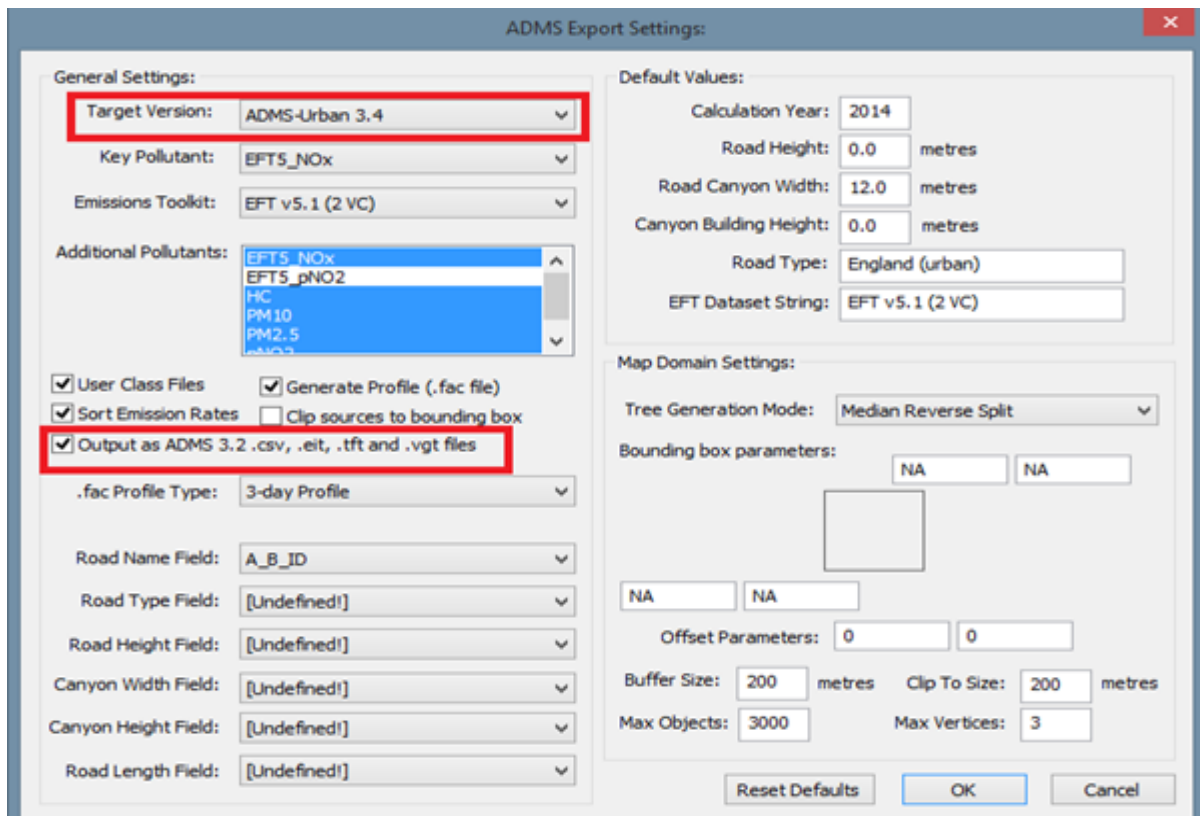 ADMS Export Settings:
General Settings:
Target Version: ADMS-Urban 3.4
Key Pollutant: EFT5_NOx
Emissions Toolkit: EFT v5.1 (2 VC)
Additional Pollutants: EFT5_NOx
EFT5_pNO2
HC
PM10
PM2.5
pNO2
User Class Files
Generate Profile (.fac file)
Sort Emission Rates
Clip sources to bounding box
Output as ADMS 3.2 .csv, .eit, .tft and .vgt files
.fac Profile Type: 3-day Profile
Road Name Field: A_B_ID
Road Type Field: [Undefined!]
Road Height Field: [Undefined!]
Canyon Width Field: [Undefined!]
Canyon Height Field: [Undefined!]
Road Length Field: [Undefined!]
Default Values:
Calculation Year: 2014
Road Height: 0.0 metres
Road Canyon Width: 12.0 metres
Canyon Building Height: 0.0 metres
Road Type: England (urban)
EFT Dataset String: EFT v5.1 (2 VC)
Map Domain Settings:
Tree Generation Mode: Median Reverse Split
Bounding box parameters:
NA NA
NA NA
Offset Parameters: 0 0
Buffer Size: 200 metres Clip To Size: 200 metres
Max Objects: 3000 Max Vertices: 3
Reset Defaults OK Cancel